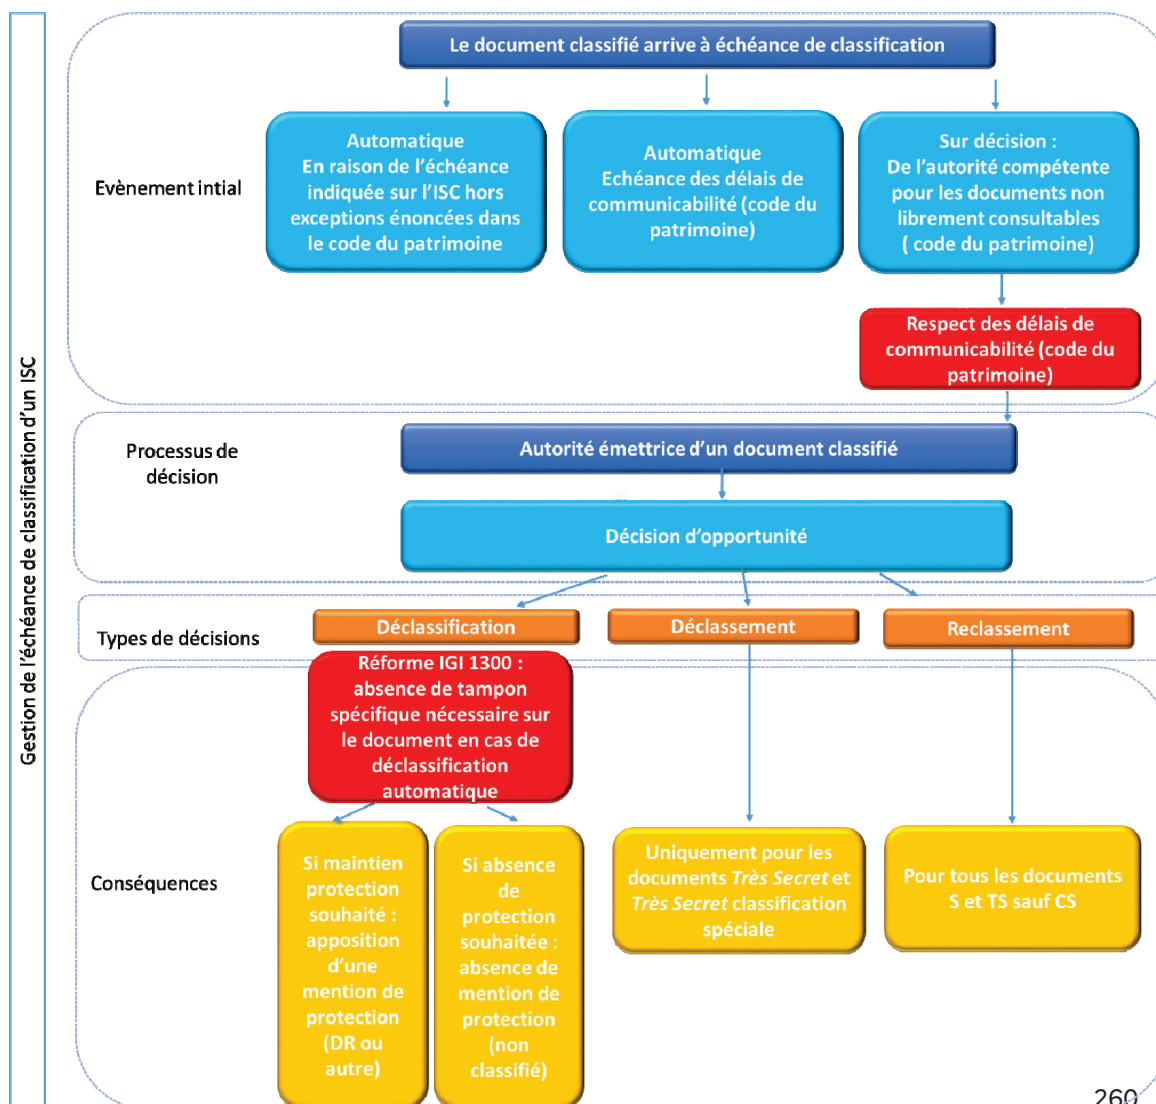 Gestion de l'échéance de classification d'un ISC
Le document classifié arrive à échéance de classification
Evènement intial
Automatique
En raison de l'échéance
indiquée sur l'ISC hors
exceptions énoncées dans
le code du patrimoine
Automatique
Echéance des délais de
communicabilité (code du
patrimoine)
Sur décision :
De l'autorité compétente
pour les documents non
librement consultables
( code du patrimoine)
Respect des délais de
communicabilité (code du
patrimoine)
Processus de
décision
Autorité émettrice d'un document classifié
Décision d'opportunité
Types de décisions
Déclassification
Déclassement
Reclassement
Réforme IGI 1300 :
absence de tampon
spécifique nécessaire sur
le document en cas de
déclassification
automatique
Conséquences
Si maintien
protection
souhaité :
apposition
d'une
mention de
protection
(DR ou
autre)
Si absence
de
protection
souhaitée :
absence de
mention de
protection
(non
classifié)
Uniquement pour les
documents Très Secret et
Très Secret classification
spéciale
Pour tous les documents
S et TS sauf CS
260